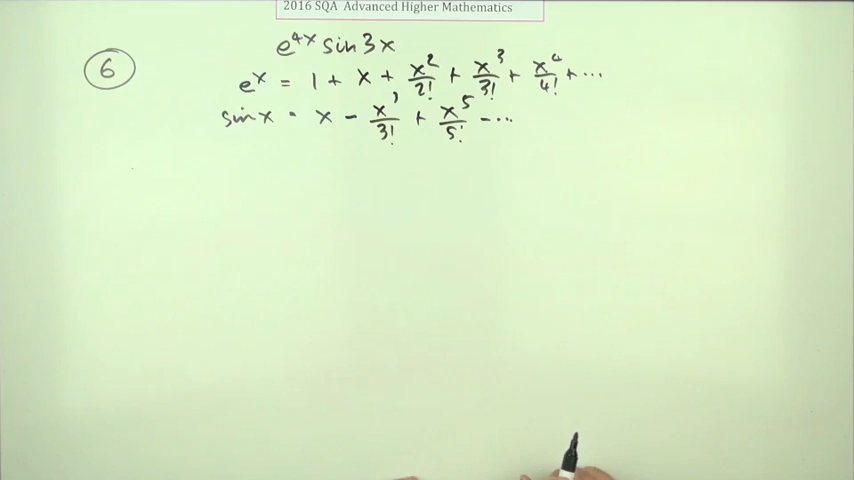 2016 SQA Advanced Higher Mathematics
6
e^{4x} sin 3x
e^x = 1 + x + x^2/2! + x^3/3! + x^4/4! + ...
sin x = x - x^3/3! + x^5/5! - ...